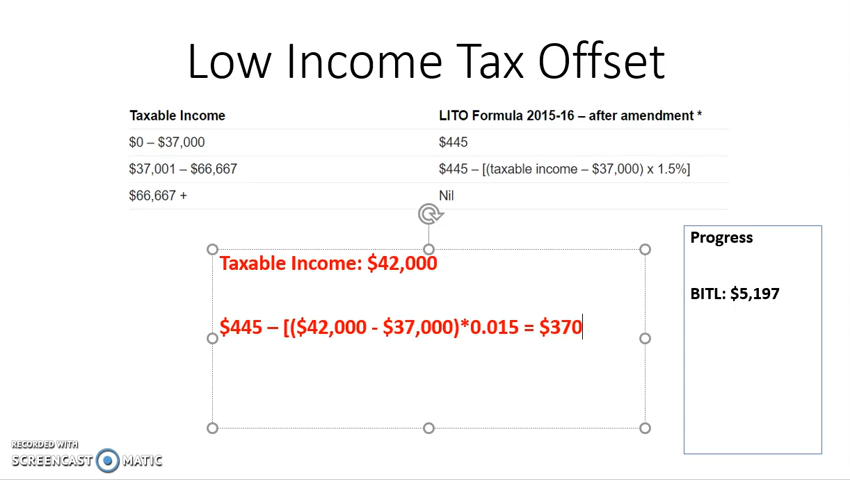 Low Income Tax Offset
Taxable Income LITO Formula 2015-16 – after amendment *
$0 – $37,000 $445
$37,001 – $66,667 $445 – [(taxable income – $37,000) x 1.5%]
$66,667 + Nil
Taxable Income: $42,000
$445 – [($42,000 - $37,000)*0.015 = $370
Progress
BITL: $5,197
RECORDED WITH
SCREENCAST MATIC